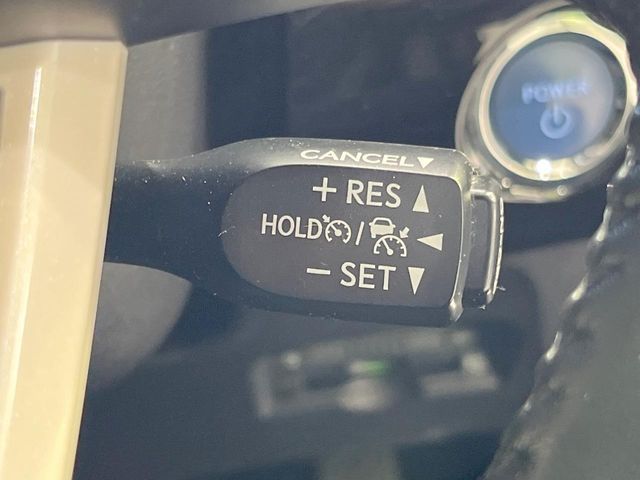 POWER
CANCEL▼
+ RES ▲
HOLD / ◀
− SET ▼